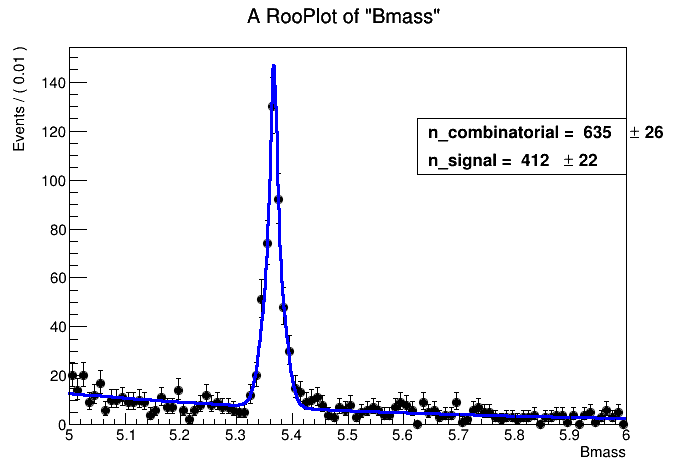 A RooPlot of "Bmass"
Events / ( 0.01 )
140
120
100
80
60
40
20
0
n_combinatorial = 635 ± 26
n_signal = 412 ± 22
5 5.1 5.2 5.3 5.4 5.5 5.6 5.7 5.8 5.9 6
Bmass